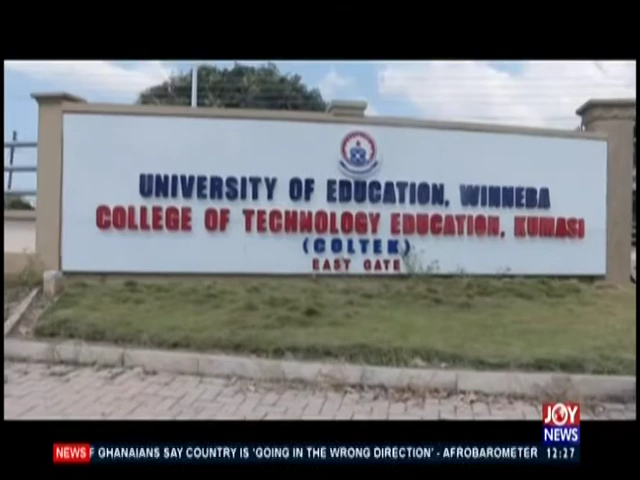 UNIVERSITY OF EDUCATION, WINNEBA
COLLEGE OF TECHNOLOGY EDUCATION, KUMASI
(COLTEK)
EAST GATE
JOY
NEWS
NEWS F GHANAIANS SAY COUNTRY IS 'GOING IN THE WRONG DIRECTION' - AFROBAROMETER 12:27